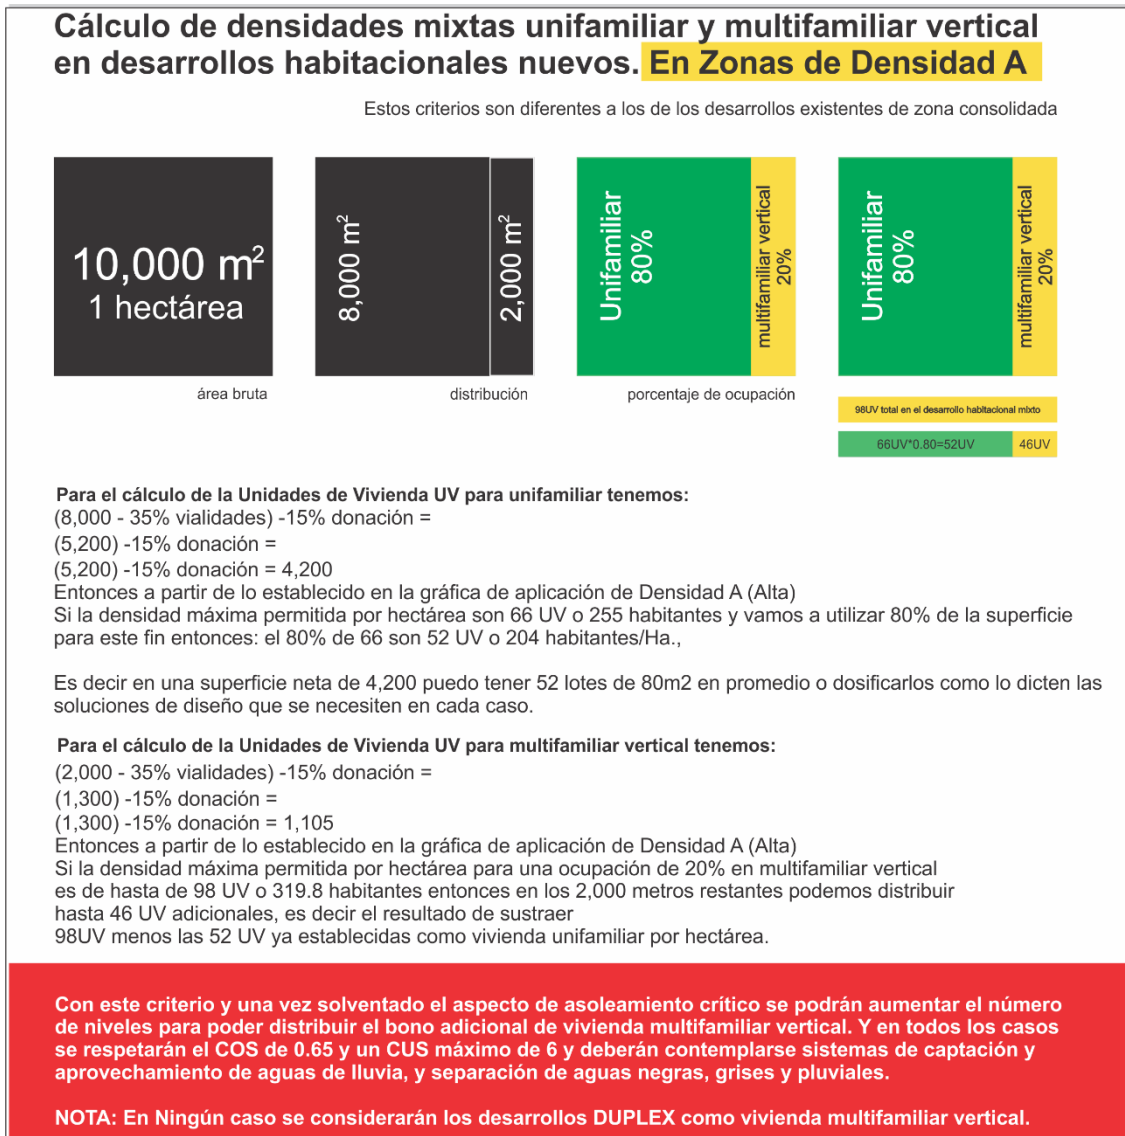 Cálculo de densidades mixtas unifamiliar y multifamiliar vertical
en desarrollos habitacionales nuevos. En Zonas de Densidad A
Estos criterios son diferentes a los de los desarrollos existentes de zona consolidada
10,000 m²
1 hectárea
área bruta
8,000 m²
2,000 m²
distribución
Unifamiliar
80%
multifamiliar vertical
20%
porcentaje de ocupación
Unifamiliar
80%
multifamiliar vertical
20%
98UV total en el desarrollo habitacional mixto
66UV*0.80=52UV
46UV
Para el cálculo de la Unidades de Vivienda UV para unifamiliar tenemos:
(8,000 - 35% vialidades) -15% donación =
(5,200) -15% donación =
(5,200) -15% donación = 4,200
Entonces a partir de lo establecido en la gráfica de aplicación de Densidad A (Alta)
Si la densidad máxima permitida por hectárea son 66 UV o 255 habitantes y vamos a utilizar 80% de la superficie
para este fin entonces: el 80% de 66 son 52 UV o 204 habitantes/Ha.,
Es decir en una superficie neta de 4,200 puedo tener 52 lotes de 80m2 en promedio o dosificarlos como lo dicten las
soluciones de diseño que se necesiten en cada caso.
Para el cálculo de la Unidades de Vivienda UV para multifamiliar vertical tenemos:
(2,000 - 35% vialidades) -15% donación =
(1,300) -15% donación =
(1,300) -15% donación = 1,105
Entonces a partir de lo establecido en la gráfica de aplicación de Densidad A (Alta)
Si la densidad máxima permitida por hectárea para una ocupación de 20% en multifamiliar vertical
es de hasta de 98 UV o 319.8 habitantes entonces en los 2,000 metros restantes podemos distribuir
hasta 46 UV adicionales, es decir el resultado de sustraer
98UV menos las 52 UV ya establecidas como vivienda unifamiliar por hectárea.
Con este criterio y una vez solventado el aspecto de asoleamiento crítico se podrán aumentar el número
de niveles para poder distribuir el bono adicional de vivienda multifamiliar vertical. Y en todos los casos
se respetarán el COS de 0.65 y un CUS máximo de 6 y deberán contemplarse sistemas de captación y
aprovechamiento de aguas de lluvia, y separación de aguas negras, grises y pluviales.
NOTA: En Ningún caso se considerarán los desarrollos DUPLEX como vivienda multifamiliar vertical.